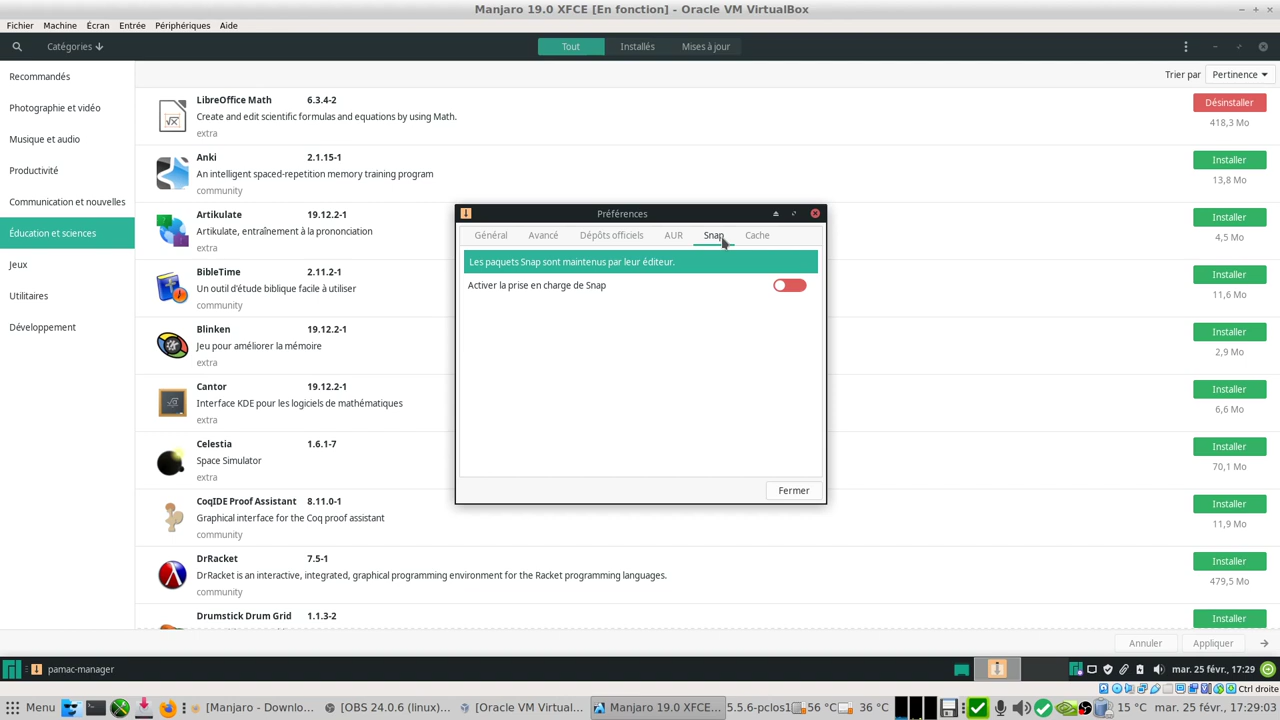 Manjaro 19.0 XFCE [En fonction] - Oracle VM VirtualBox
Fichier Machine Écran Entrée Périphériques Aide
Catégories Tout Installés Mises à jour
Trier par Pertinence
Recommandés
Photographie et vidéo
Musique et audio
Productivité
Communication et nouvelles
Éducation et sciences
Jeux
Utilitaires
Développement
LibreOffice Math 6.3.4-2 Désinstaller
Create and edit scientific formulas and equations by using Math. 418,3 Mo
extra
Anki 2.1.15-1 Installer
An intelligent spaced-repetition memory training program 13,8 Mo
community
Artikulate 19.12.2-1 Installer
Artikulate, entraînement à la prononciation 4,5 Mo
extra
BibleTime 2.11.2-1 Installer
Un outil d'étude biblique facile à utiliser 11,6 Mo
community
Blinken 19.12.2-1 Installer
Jeu pour améliorer la mémoire 2,9 Mo
extra
Cantor 19.12.2-1 Installer
Interface KDE pour les logiciels de mathématiques 6,6 Mo
extra
Celestia 1.6.1-7 Installer
Space Simulator 70,1 Mo
extra
CoqIDE Proof Assistant 8.11.0-1 Installer
Graphical interface for the Coq proof assistant 11,9 Mo
community
DrRacket 7.5-1 Installer
DrRacket is an interactive, integrated, graphical programming environment for the Racket programming languages. 479,5 Mo
community
Drumstick Drum Grid 1.1.3-2 Installer
Préférences
Général Avancé Dépôts officiels AUR Snap Cache
Les paquets Snap sont maintenus par leur éditeur.
Activer la prise en charge de Snap
Fermer
Annuler Appliquer
pamac-manager mar. 25 févr., 17:29
Ctrl droite
Menu [Manjaro - Downlo... [OBS 24.0.6 (linux)... [Oracle VM Virtual... Manjaro 19.0 XFCE... 5.5.6-pclos1 36 °C 15 °C mar. 25 févr., 17:29:03